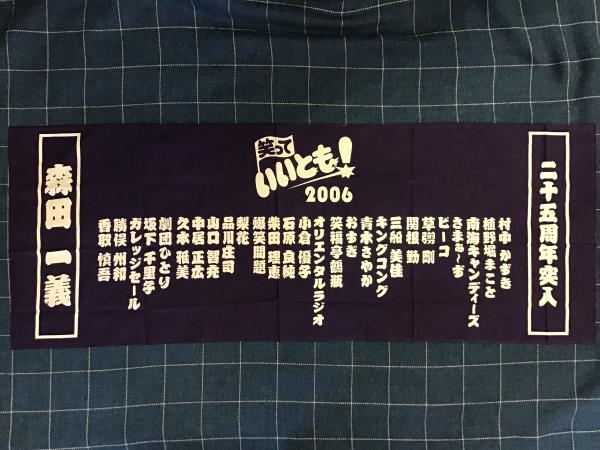 二十五周年突入
笑って
いいとも!
2006
村中 かずき
植野塚まこと
南海キャンディーズ
さまぁ〜ず
ピーコ
草彅 剛
関根 勤
三船 美佳
キングコング
青木さやか
おすぎ
笑福亭鶴瓶
オリエンタルラジオ
小倉 優子
石原 良純
柴田 理恵
爆笑問題
梨花
品川庄司
山口 智充
中居 正広
久本 雅美
劇団ひとり
坂下 千里子
ガレッジセール
勝俣 州和
香取 慎吾
森田 一義